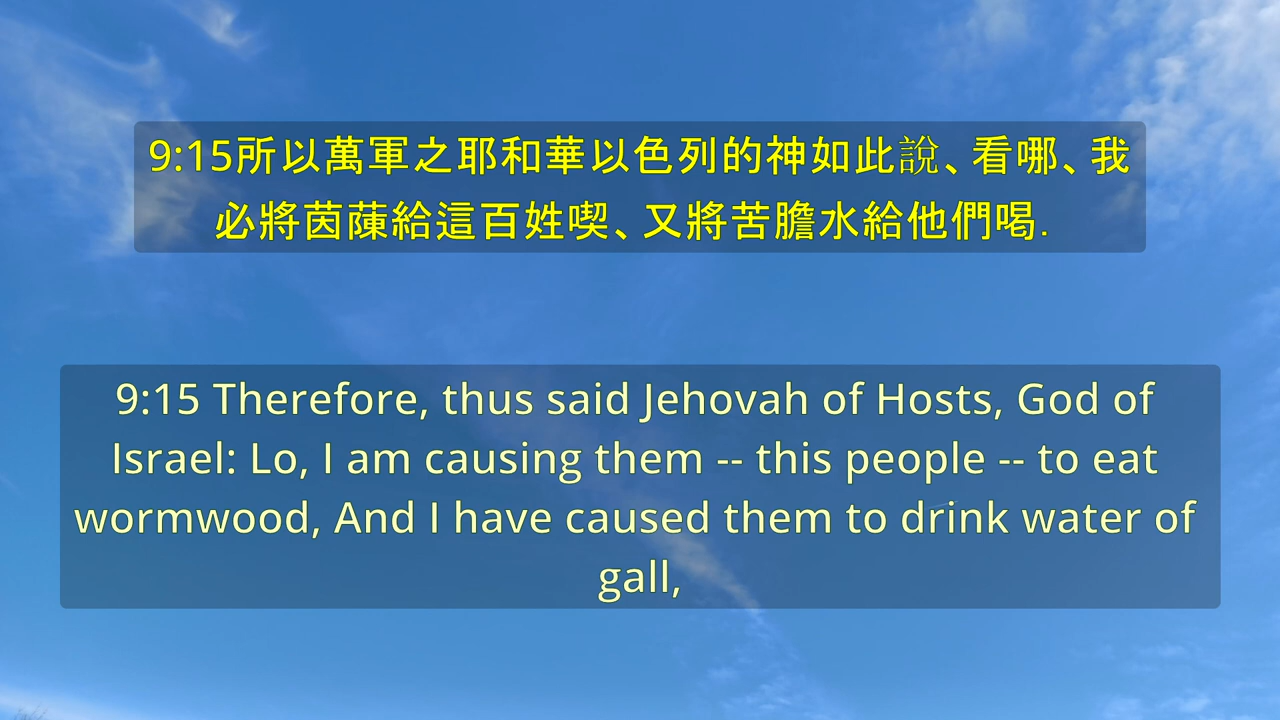 9:15所以萬軍之耶和華以色列的神如此說、看哪、我
必將茵蔯給這百姓喫、又將苦膽水給他們喝.
9:15 Therefore, thus said Jehovah of Hosts, God of
Israel: Lo, I am causing them -- this people -- to eat
wormwood, And I have caused them to drink water of
gall,